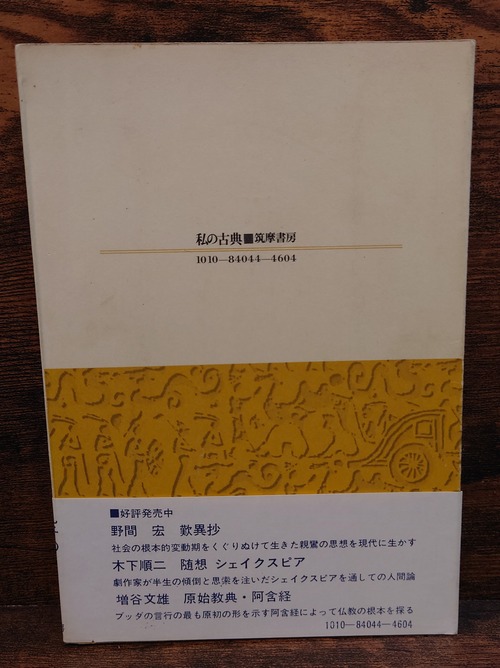 私の古典■筑摩書房
1010—84044—4604
■好評発売中
野間 宏 歎異抄
社会の根本的変動期をくぐりぬけて生きた親鸞の思想を現代に生かす
木下順二 随想 シェイクスピア
劇作家が半生の傾倒と思索を注いだシェイクスピアを通しての人間論
増谷文雄 原始教典・阿含経
ブッダの言行の最も原初の形を示す阿含経によって仏教の根本を探る
1010—84044—4604